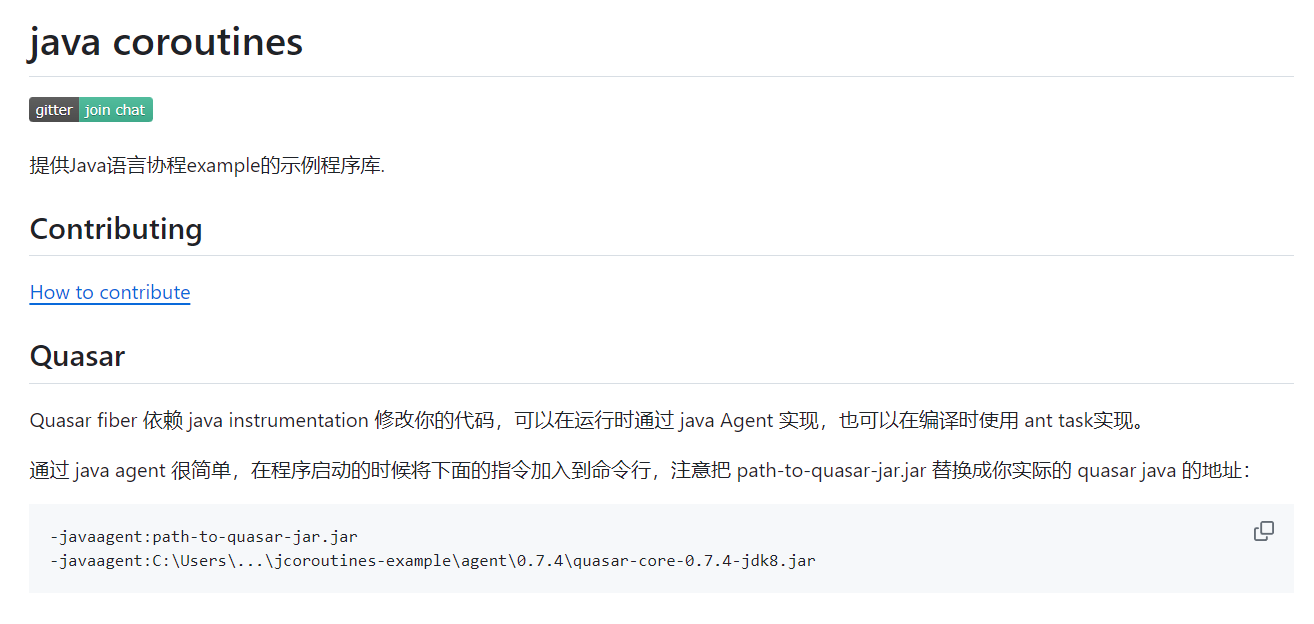 java coroutines
gitter join chat
提供Java语言协程example的示例程序库.
Contributing
How to contribute
Quasar
Quasar fiber 依赖 java instrumentation 修改你的代码，可以在运行时通过 java Agent 实现，也可以在编译时使用 ant task实现。
通过 java agent 很简单，在程序启动的时候将下面的指令加入到命令行，注意把 path-to-quasar-jar.jar 替换成你实际的 quasar java 的地址：
-javaagent:path-to-quasar-jar.jar
-javaagent:C:\Users\...\jcoroutines-example\agent\0.7.4\quasar-core-0.7.4-jdk8.jar